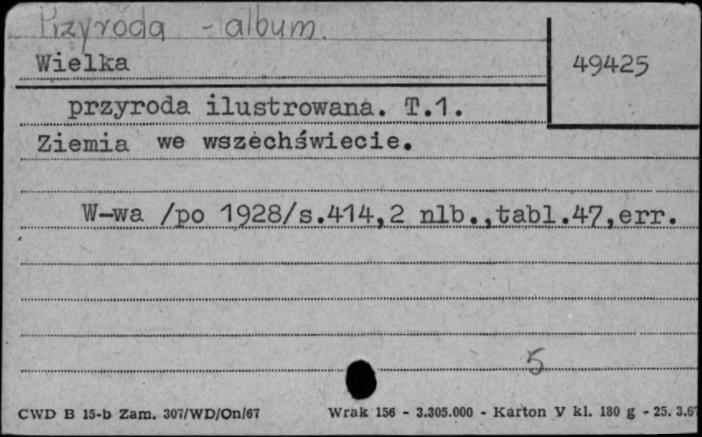 Przyroda - album.
Wielka
49425
przyroda ilustrowana. T.1.
Ziemia we wszechświecie.
W-wa /po 1928/s.414,2 nlb.,tabl.47,err.
5
CWD B 15-b Zam. 307/WD/On/67 Wrak 156 - 3.305.000 - Karton V kl. 180 g - 25. 3.67